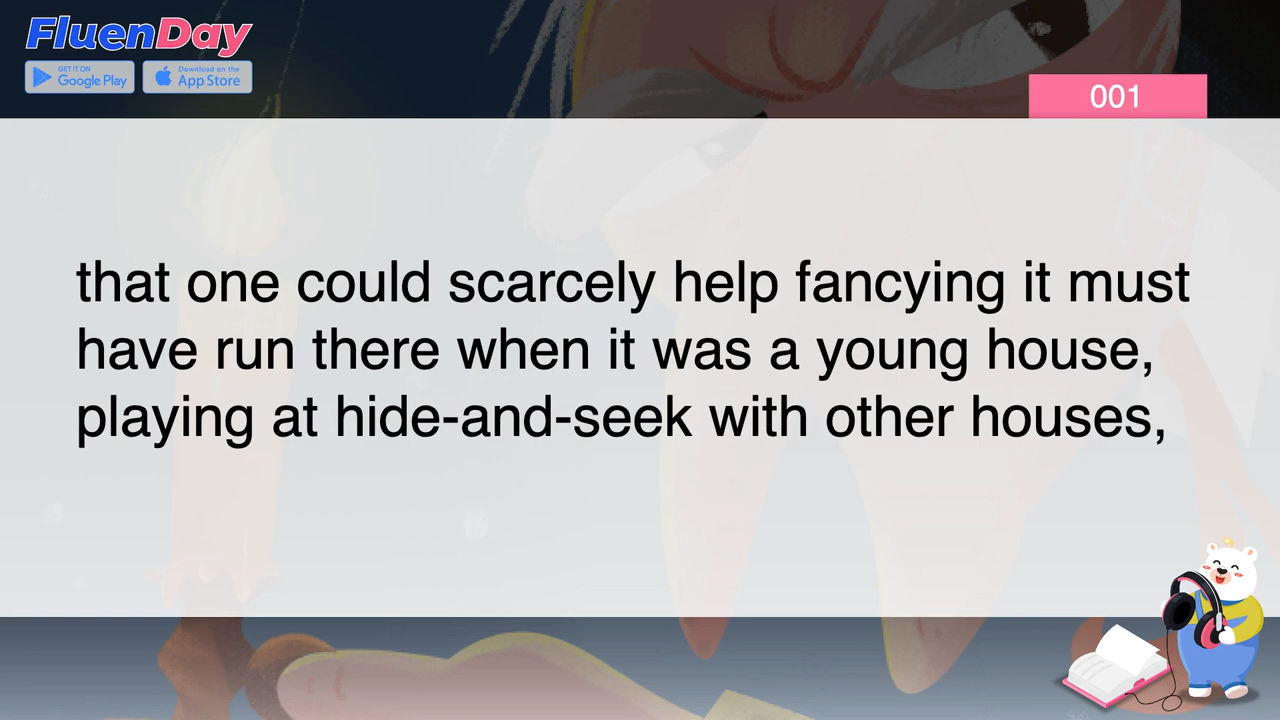 FluenDay
GET IT ON
Google Play
Download on the
App Store
001
that one could scarcely help fancying it must
have run there when it was a young house,
playing at hide-and-seek with other houses,